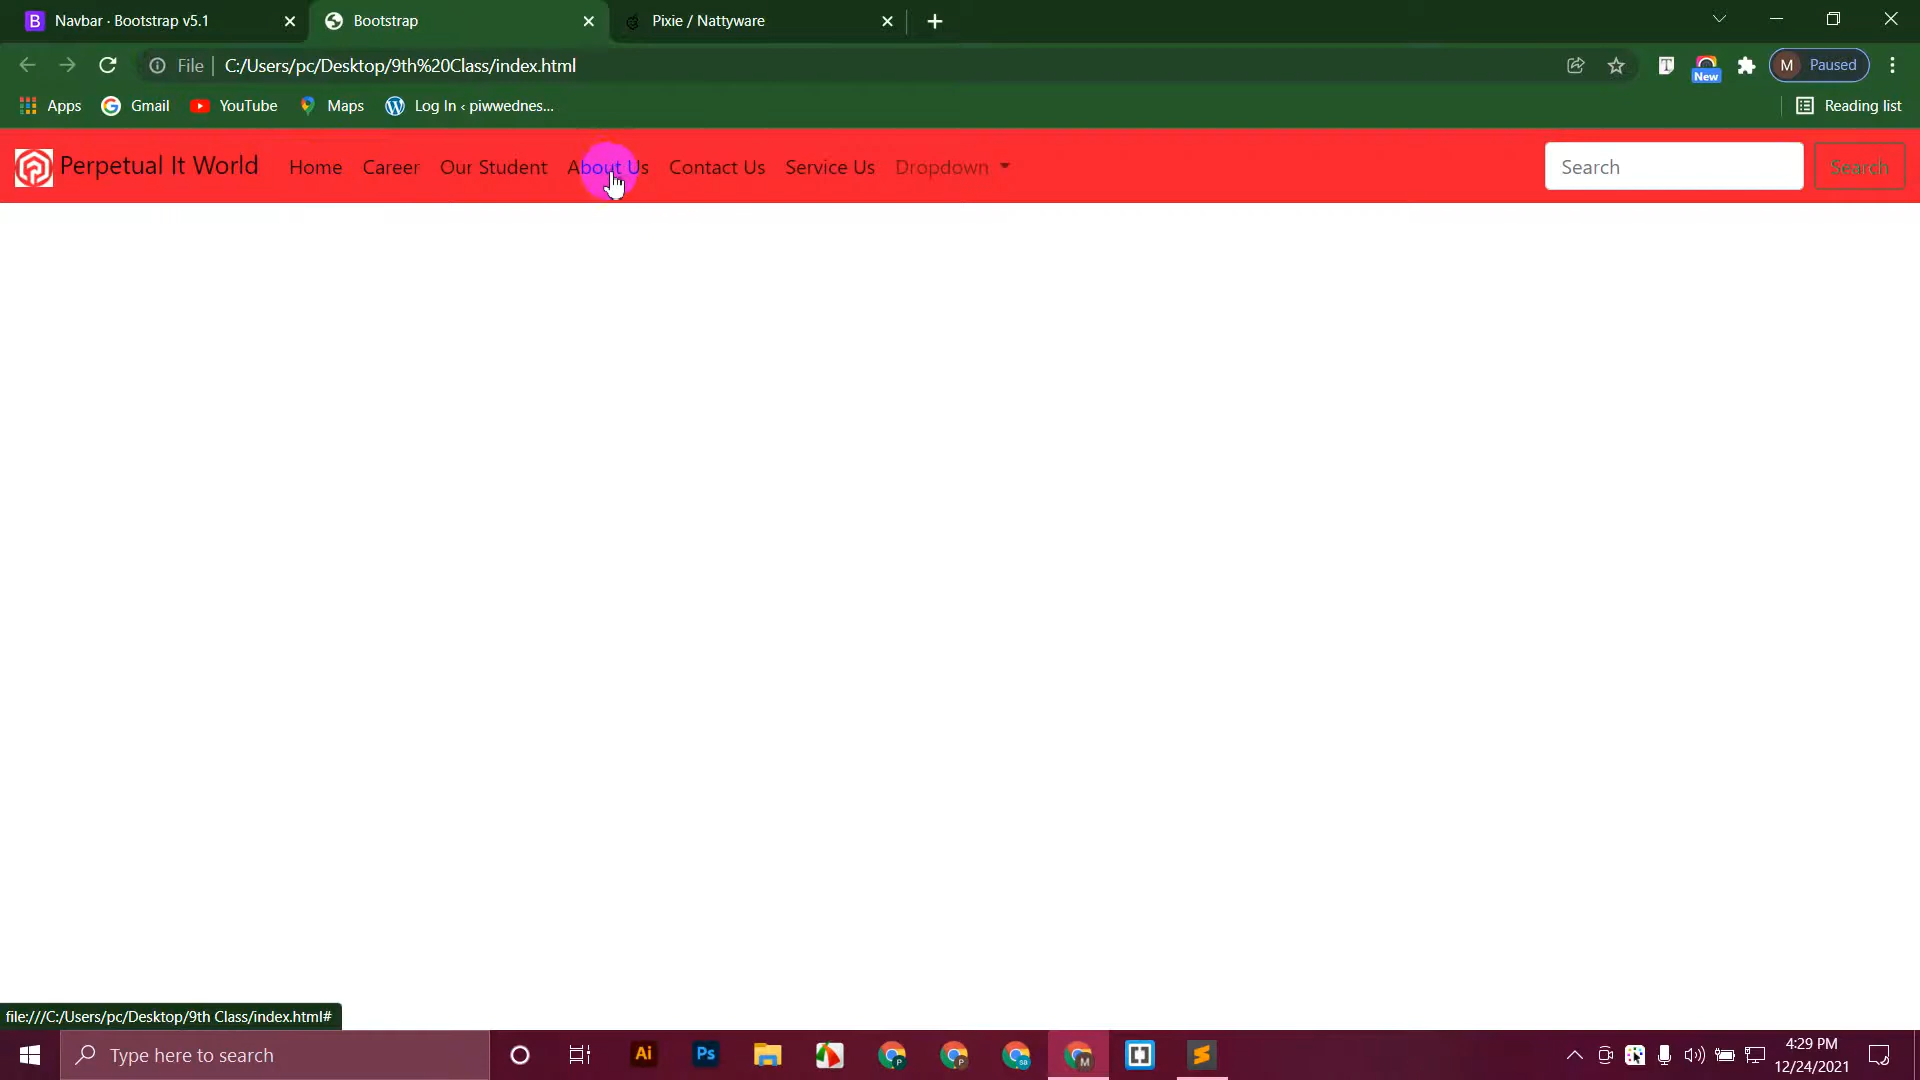 Navbar · Bootstrap v5.1
Bootstrap
Pixie / Nattyware
File
C:/Users/pc/Desktop/9th%20Class/index.html
New
M
Paused
Apps
Gmail
YouTube
Maps
Log In ‹ piwwednes...
Reading list
Perpetual It World
Home
Career
Our Student
About Us
Contact Us
Service Us
Dropdown
Search
Search
file:///C:/Users/pc/Desktop/9th Class/index.html#
Type here to search
Ai
Ps
4:29 PM
12/24/2021